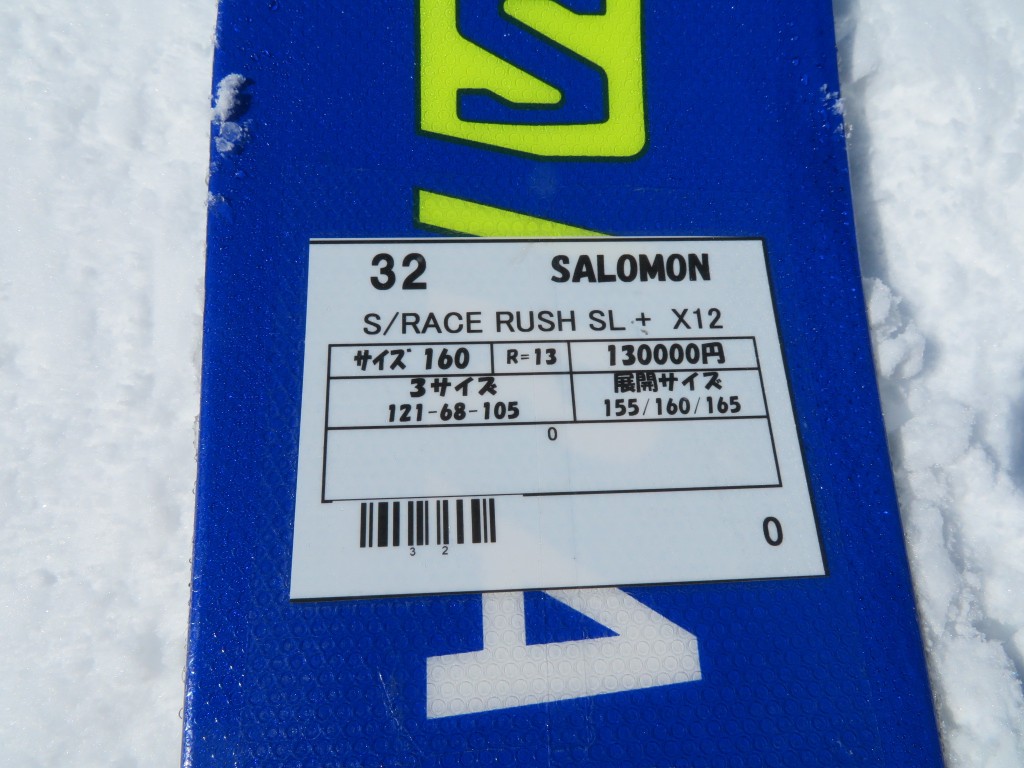 S/
32 SALOMON
S/RACE RUSH SL + X12
サイズ 160 R=13 130000円
3サイズ 展開サイズ
121-68-105 155/160/165
0
3 2
0